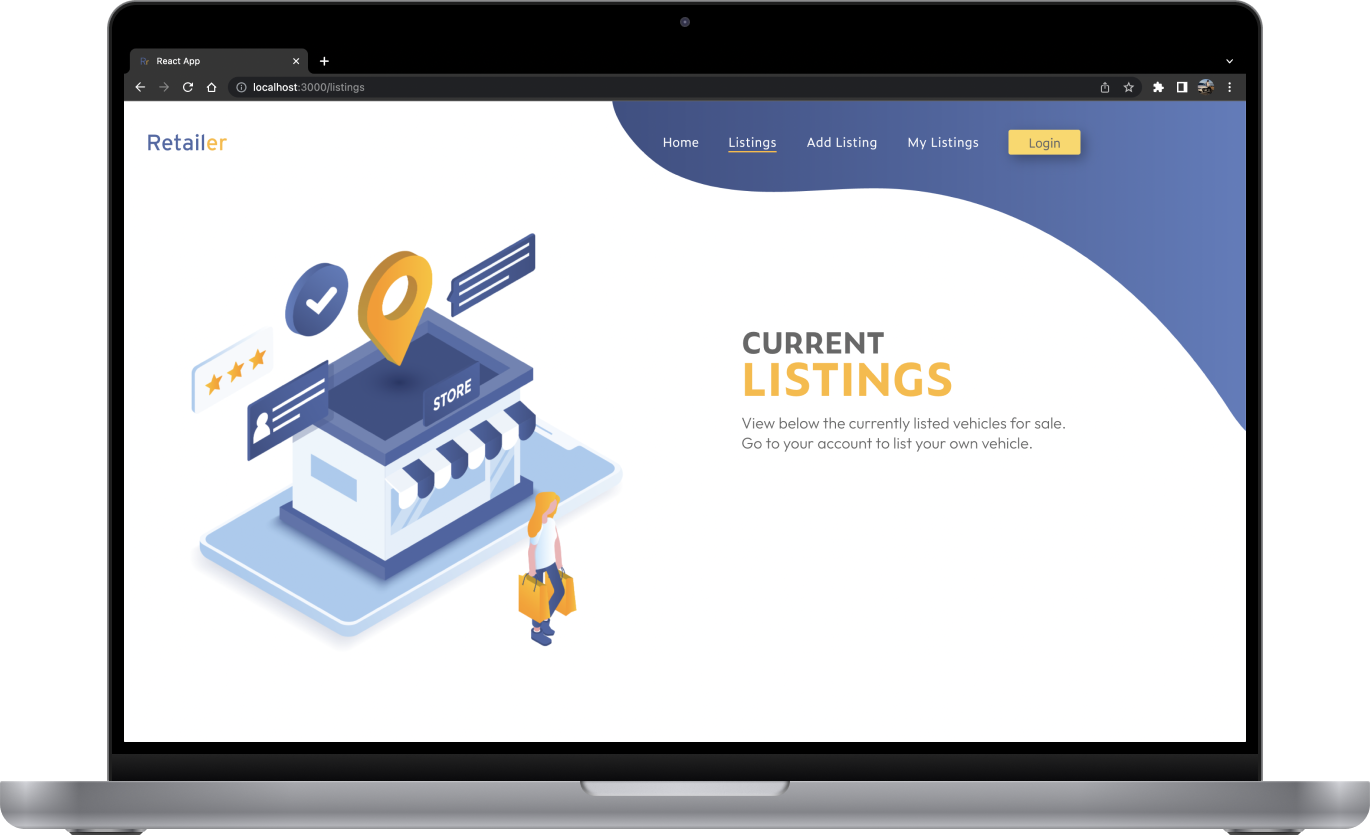 React App
localhost:3000/listings
Retailer
Home Listings Add Listing My Listings Login
STORE
CURRENT
LISTINGS
View below the currently listed vehicles for sale.
Go to your account to list your own vehicle.